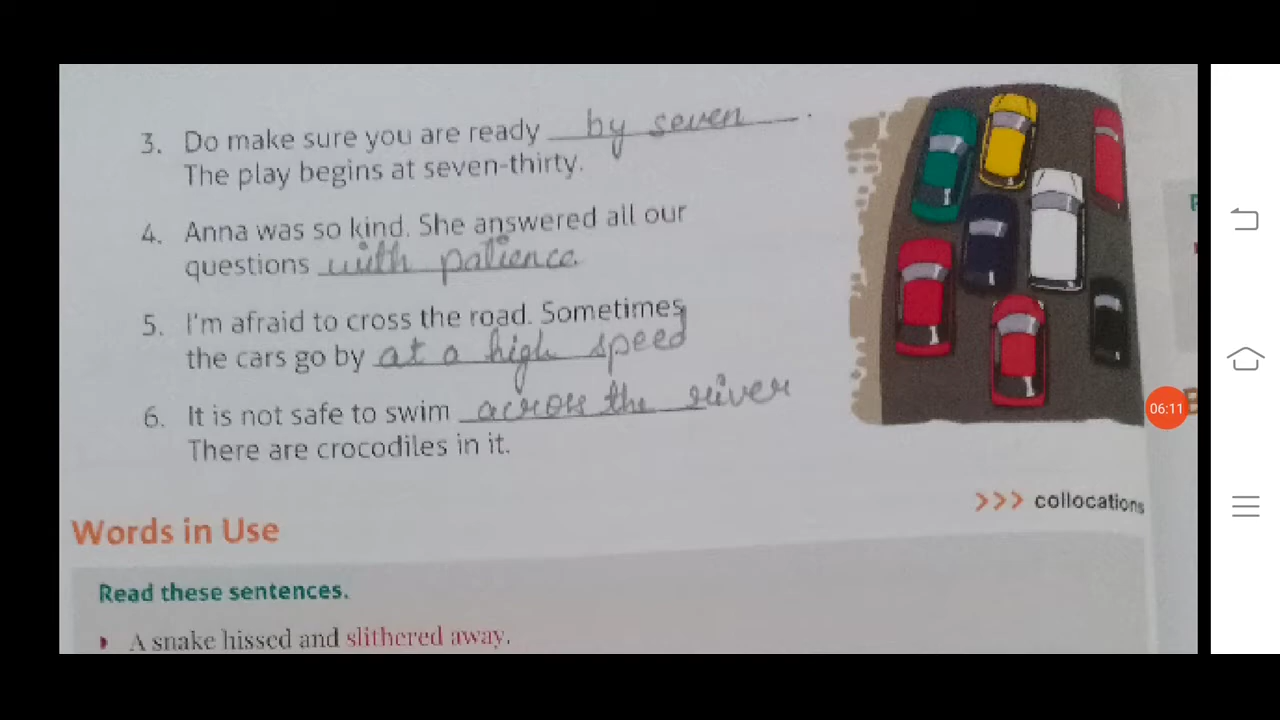 3. Do make sure you are ready by seven.
The play begins at seven-thirty.
4. Anna was so kind. She answered all our
questions with patience
5. I'm afraid to cross the road. Sometimes
the cars go by at a high speed
6. It is not safe to swim across the river
There are crocodiles in it.
>>> collocations
Words in Use
Read these sentences.
A snake hissed and slithered away.
06:11